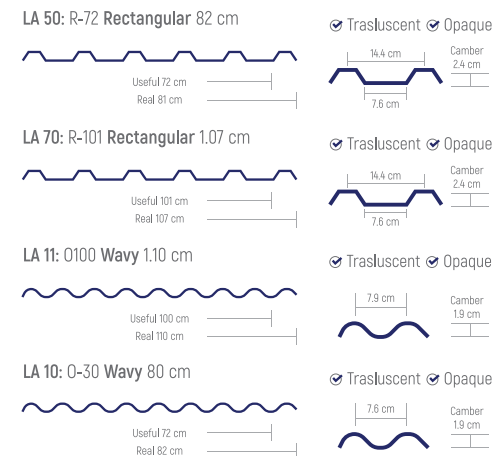 LA 50: R-72 Rectangular 82 cm
Trasluscent Opaque
14.4 cm
Camber
2.4 cm
Useful 72 cm
Real 81 cm
7.6 cm
LA 70: R-101 Rectangular 1.07 cm
Trasluscent Opaque
14.4 cm
Camber
2.4 cm
Useful 101 cm
Real 107 cm
7.6 cm
LA 11: O100 Wavy 1.10 cm
Trasluscent Opaque
7.9 cm
Camber
1.9 cm
Useful 100 cm
Real 110 cm
LA 10: O-30 Wavy 80 cm
Trasluscent Opaque
7.6 cm
Camber
1.9 cm
Useful 72 cm
Real 82 cm